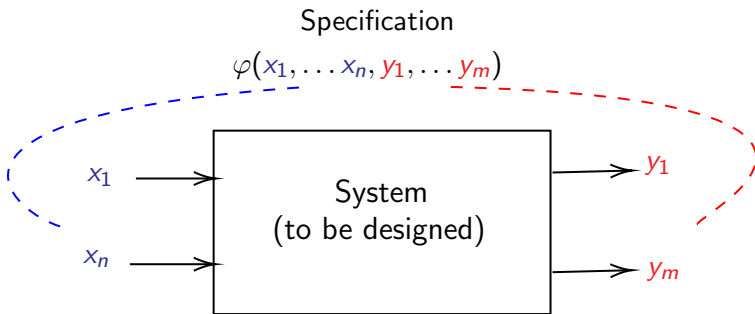 Specification
φ(x₁, … xₙ, y₁, … yₘ)
x₁
y₁
System
(to be designed)
xₙ
yₘ